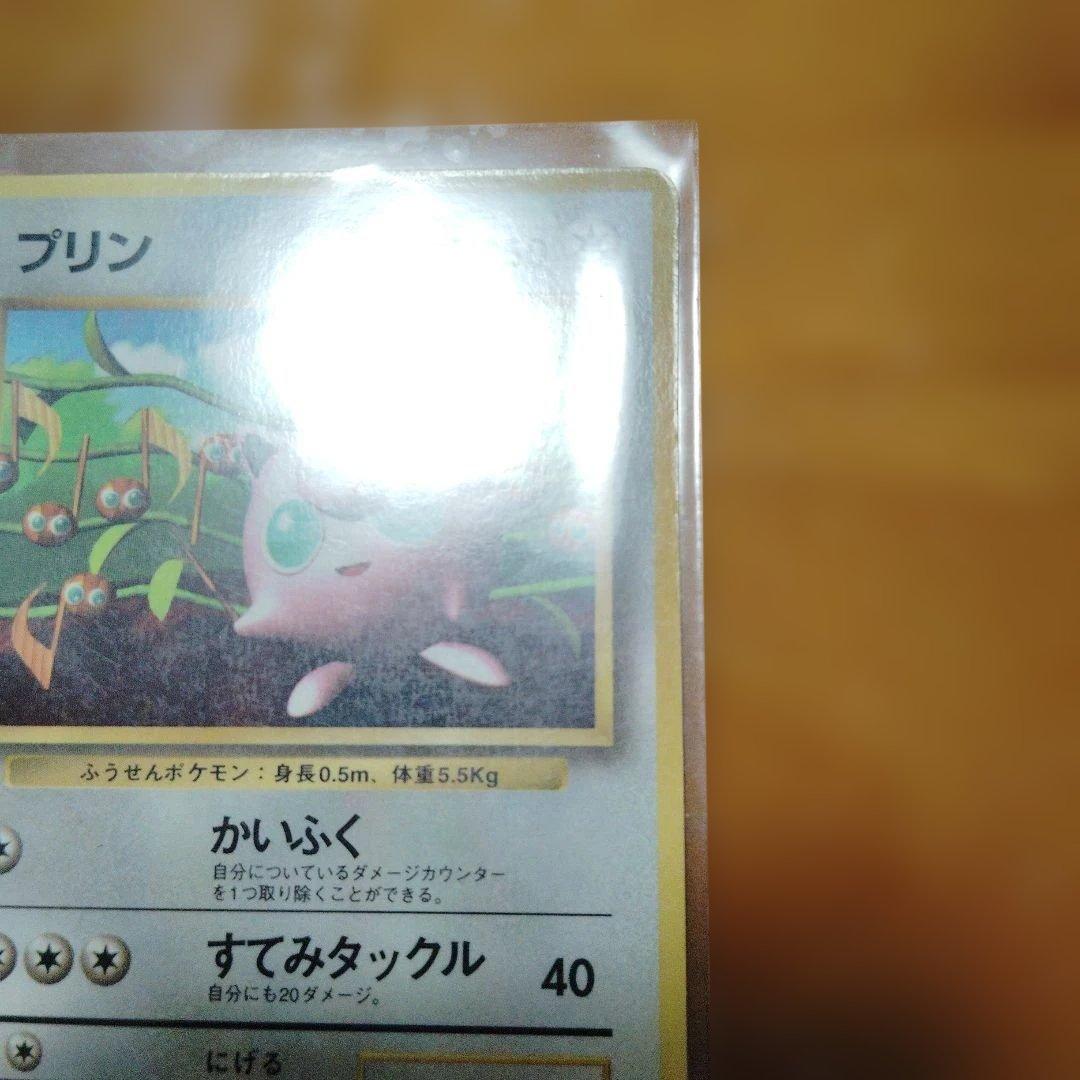 プリン
ふうせんポケモン：身長0.5m、体重5.5Kg
かいふく
自分についているダメージカウンター
を1つ取り除くことができる。
すてみタックル
40
自分にも20ダメージ。
にげる